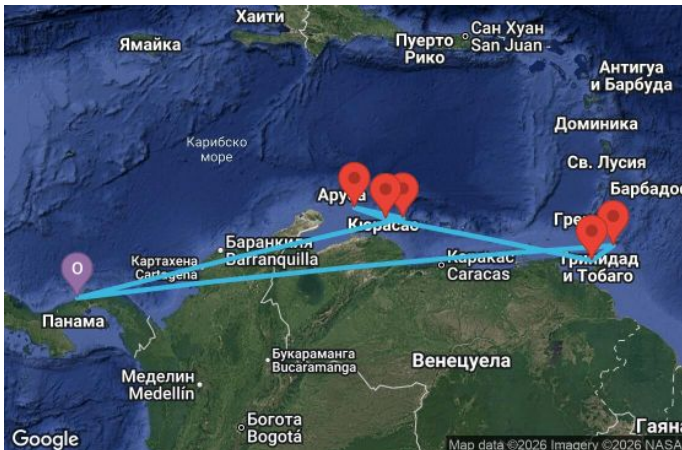 Хаити
Ямайка
Сан Хуан
San Juan
Пуерто
Рико
Антигуа
и Барбуда
Доминика
Карибско
море
Св. Лусия
Барбадос
Кюрасао
Баранкиля
Barranquilla
Картахена
Cartagena
Каракас
Caracas
Тринидад
и Тобаго
O
Панама
Букараманга
Bucaramanga
Венецуела
Меделин
Medellín
Богота
Bogotá
Google
Map data ©2026 Imagery ©2026 NASA